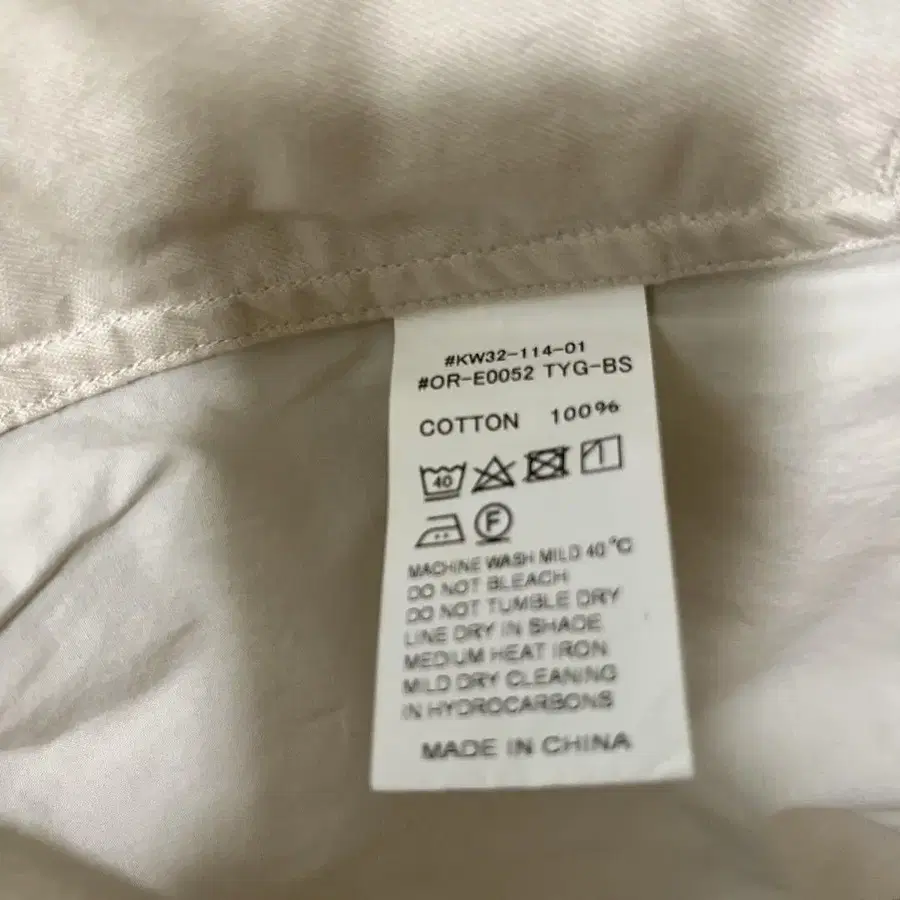 #KW32-114-01
#OR-E0052 TYG-BS
COTTON 100%
40
F
MACHINE WASH MILD 40 °C
DO NOT BLEACH
DO NOT TUMBLE DRY
LINE DRY IN SHADE
MEDIUM HEAT IRON
MILD DRY CLEANING
IN HYDROCARBONS
MADE IN CHINA